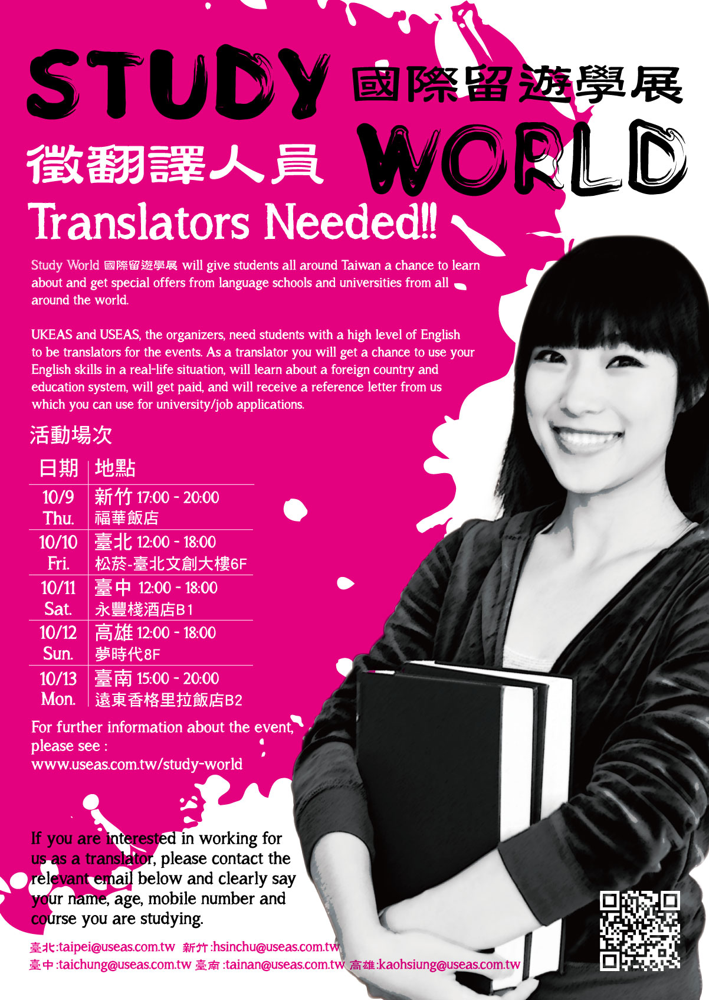 STUDY 國際留遊學展
WORLD
徵翻譯人員
Translators Needed!!
Study World 國際留遊學展 will give students all around Taiwan a chance to learn
about and get special offers from language schools and universities from all
around the world.
UKEAS and USEAS, the organizers, need students with a high level of English
to be translators for the events. As a translator you will get a chance to use your
English skills in a real-life situation, will learn about a foreign country and
education system, will get paid, and will receive a reference letter from us
which you can use for university/job applications.
活動場次
日期 地點
10/9 新竹 17:00 - 20:00
Thu. 福華飯店
10/10 臺北 12:00 - 18:00
Fri. 松菸-臺北文創大樓6F
10/11 臺中 12:00 - 18:00
Sat. 永豐棧酒店B1
10/12 高雄 12:00 - 18:00
Sun. 夢時代8F
10/13 臺南 15:00 - 20:00
Mon. 遠東香格里拉飯店B2
For further information about the event,
please see :
www.useas.com.tw/study-world
If you are interested in working for
us as a translator, please contact the
relevant email below and clearly say
your name, age, mobile number and
course you are studying.
臺北:taipei@useas.com.tw 新竹:hsinchu@useas.com.tw
臺中:taichung@useas.com.tw 臺南:tainan@useas.com.tw 高雄:kaohsiung@useas.com.tw